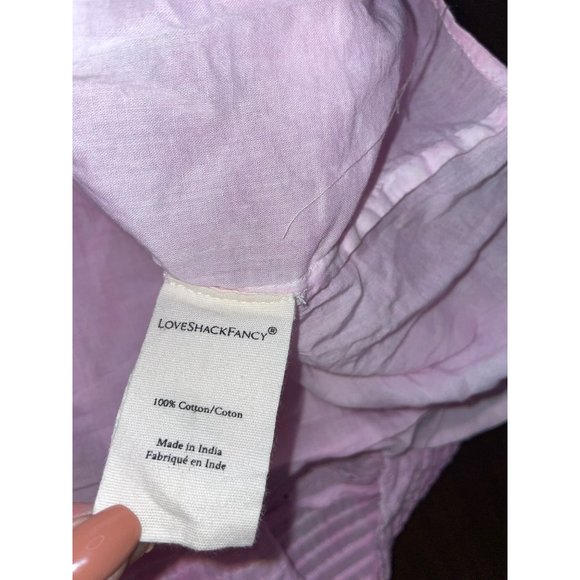 LOVESHACKFANCY®
100% Cotton/Coton
Made in India
Fabriqué en Inde